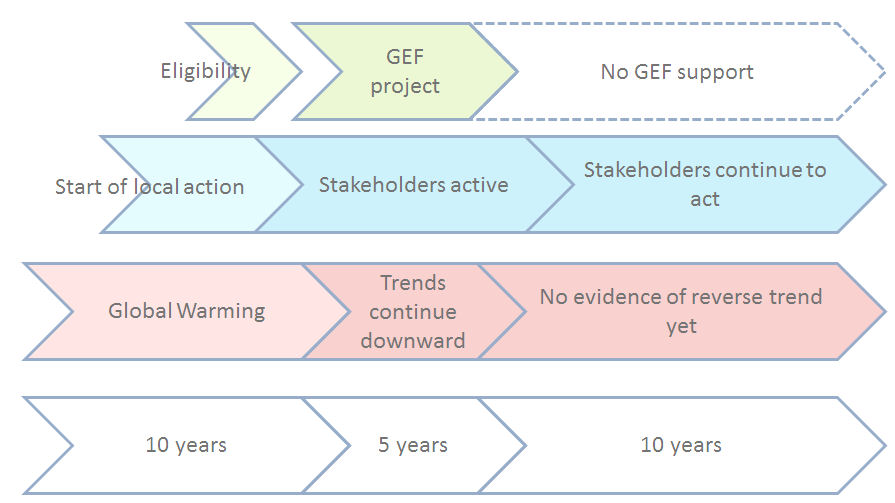 Eligibility
GEF
project
No GEF support
Start of local action
Stakeholders active
Stakeholders continue to
act
Global Warming
Trends
continue
downward
No evidence of reverse trend
yet
10 years
5 years
10 years